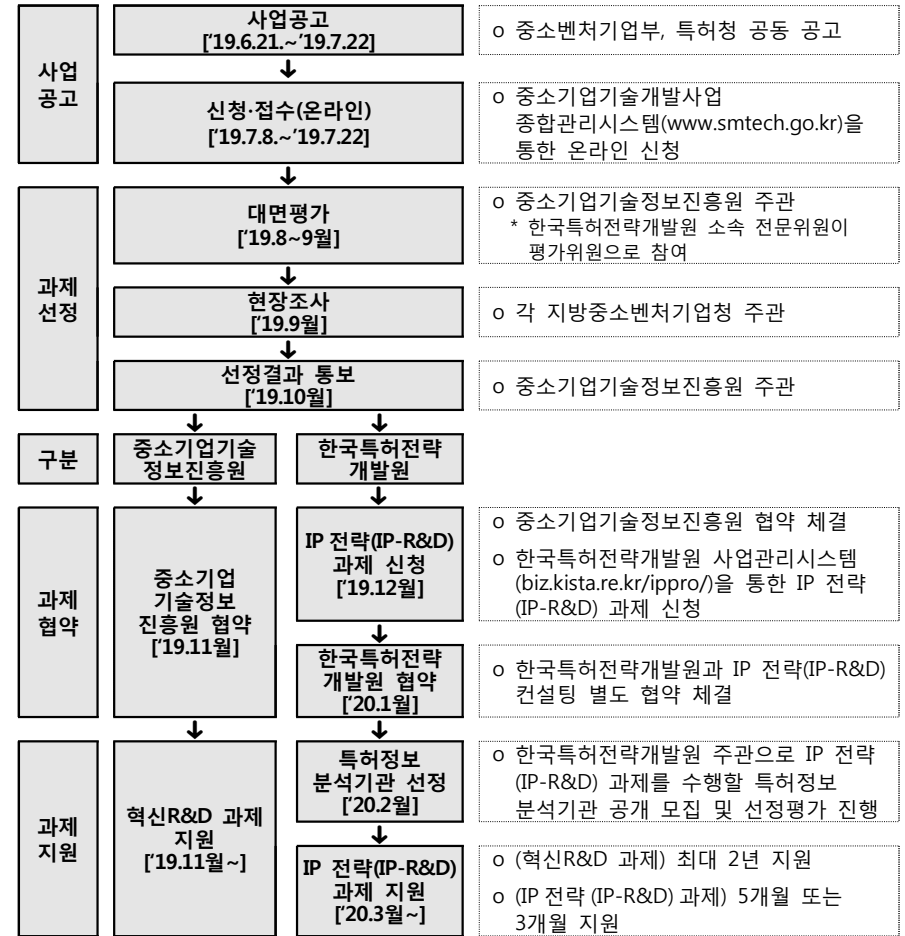 사업
공고
사업공고
['19.6.21.~'19.7.22]
o 중소벤처기업부, 특허청 공동 공고
신청·접수(온라인)
['19.7.8.~'19.7.22]
o 중소기업기술개발사업
종합관리시스템(www.smtech.go.kr)을
통한 온라인 신청
과제
선정
대면평가
['19.8~9월]
o 중소기업기술정보진흥원 주관
* 한국특허전략개발원 소속 전문위원이
평가위원으로 참여
현장조사
['19.9월]
o 각 지방중소벤처기업청 주관
선정결과 통보
['19.10월]
o 중소기업기술정보진흥원 주관
구분
중소기업기술
정보진흥원
한국특허전략
개발원
과제
협약
중소기업
기술정보
진흥원 협약
['19.11월]
IP 전략(IP-R&D)
과제 신청
['19.12월]
o 중소기업기술정보진흥원 협약 체결
o 한국특허전략개발원 사업관리시스템
(biz.kista.re.kr/ippro/)을 통한 IP 전략
(IP-R&D) 과제 신청
한국특허전략
개발원 협약
['20.1월]
o 한국특허전략개발원과 IP 전략(IP-R&D)
컨설팅 별도 협약 체결
과제
지원
혁신R&D 과제
지원
['19.11월~]
특허정보
분석기관 선정
['20.2월]
o 한국특허전략개발원 주관으로 IP 전략
(IP-R&D) 과제를 수행할 특허정보
분석기관 공개 모집 및 선정평가 진행
IP 전략(IP-R&D)
과제 지원
['20.3월~]
o (혁신R&D 과제) 최대 2년 지원
o (IP 전략 (IP-R&D) 과제) 5개월 또는
3개월 지원